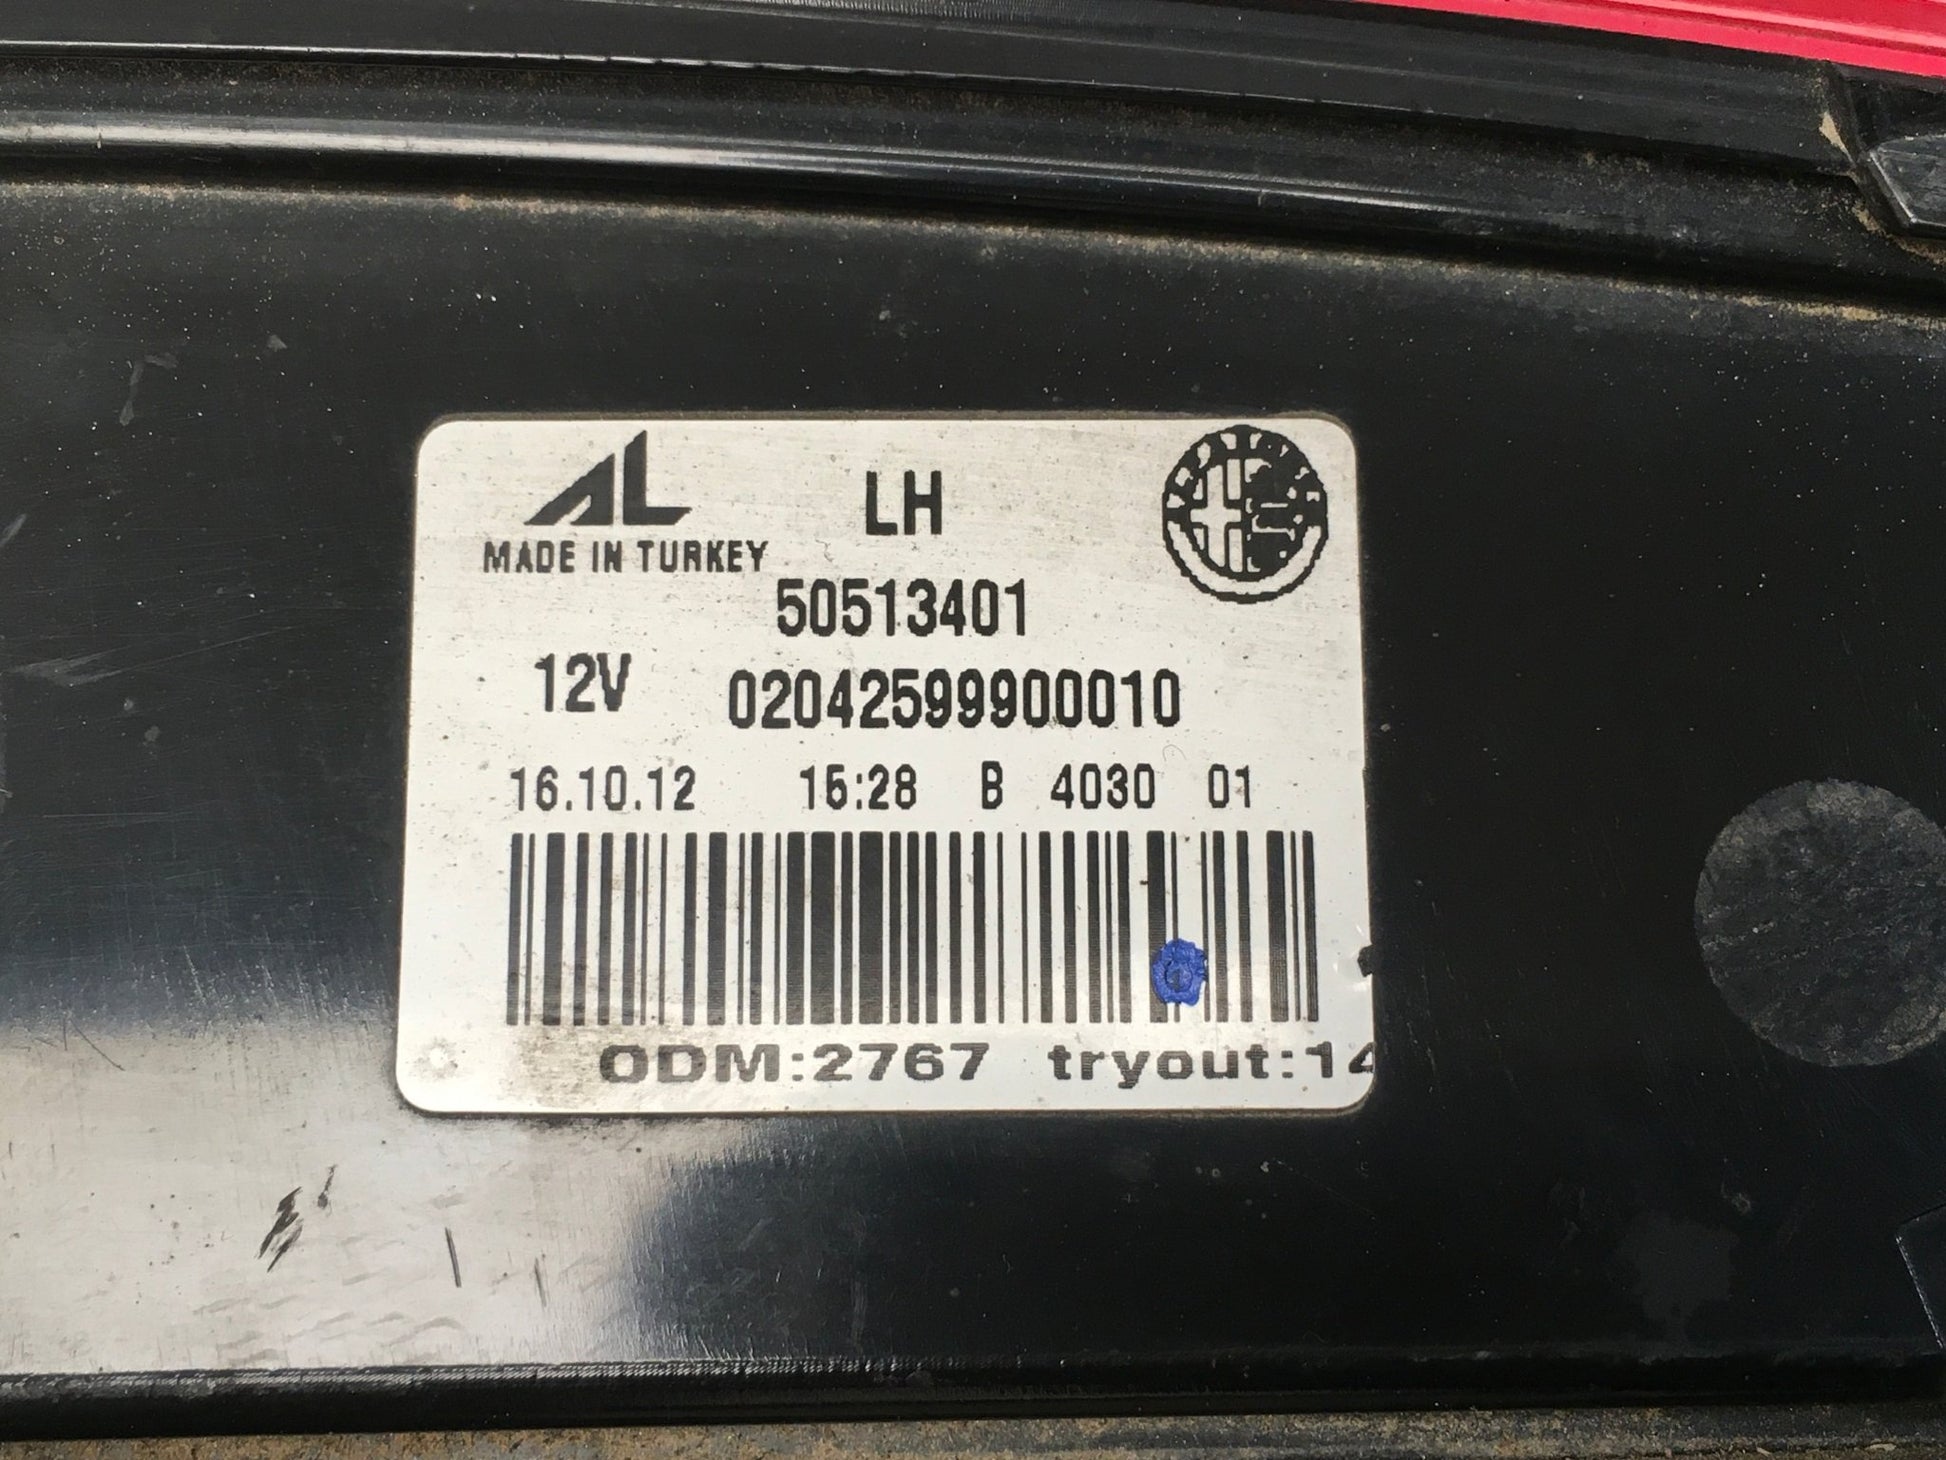 AL LH
MADE IN TURKEY
50513401
12V 02042599900010
16.10.12 15:28 B 4030 01
ODM:2767 tryout:14